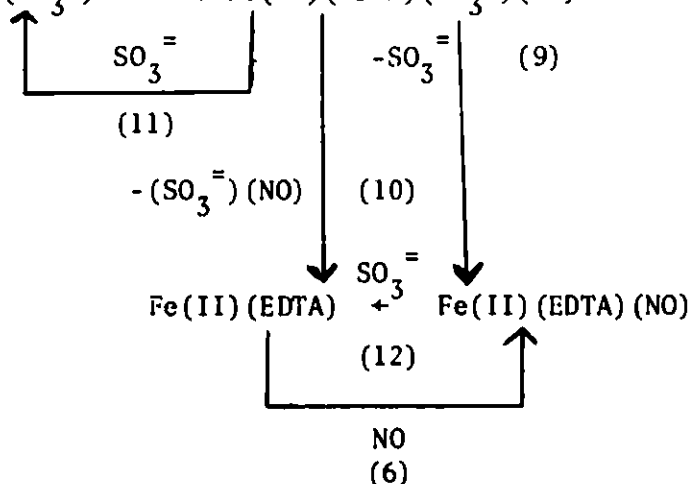 SO₃⁼ -SO₃⁼ (9)
(11)
-(SO₃⁼)(NO) (10)
SO₃⁼
Fe(II)(EDTA) ← Fe(II)(EDTA)(NO)
(12)
NO
(6)